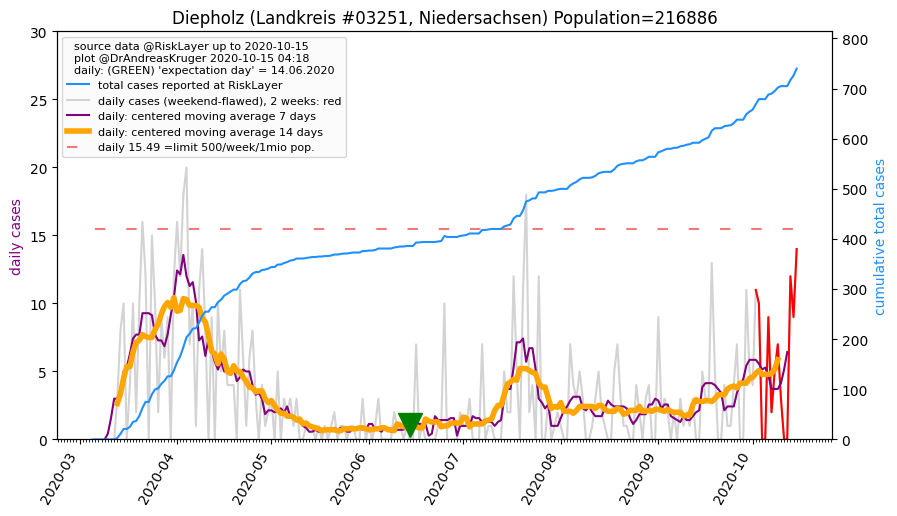 Diepholz (Landkreis #03251, Niedersachsen) Population=216886
source data @RiskLayer up to 2020-10-15
plot @DrAndreasKruger 2020-10-15 04:18
daily: (GREEN) 'expectation day' = 14.06.2020
total cases reported at RiskLayer
daily cases (weekend-flawed), 2 weeks: red
daily: centered moving average 7 days
daily: centered moving average 14 days
daily 15.49 =limit 500/week/1mio pop.
daily cases
30
25
20
15
10
5
0
cumulative total cases
800
700
600
500
400
300
200
100
0
2020-03
2020-04
2020-05
2020-06
2020-07
2020-08
2020-09
2020-10